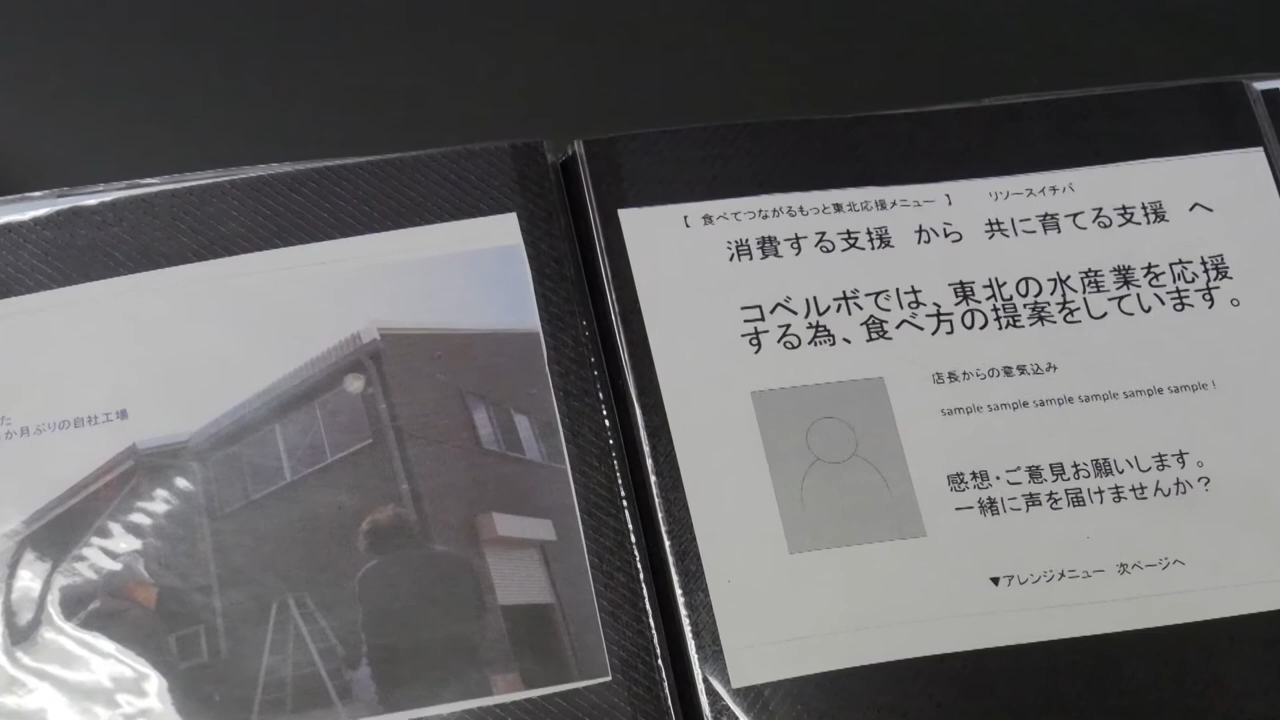 た
か月ぶりの自社工場
【 食べてつながるもっと東北応援メニュー 】 リソースイチバ
消費する支援 から 共に育てる支援 へ
コベルボでは、東北の水産業を応援
する為、食べ方の提案をしています。
店長からの意気込み
sample sample sample sample sample sample !
感想・ご意見お願いします。
一緒に声を届けませんか？
▼アレンジメニュー 次ページへ